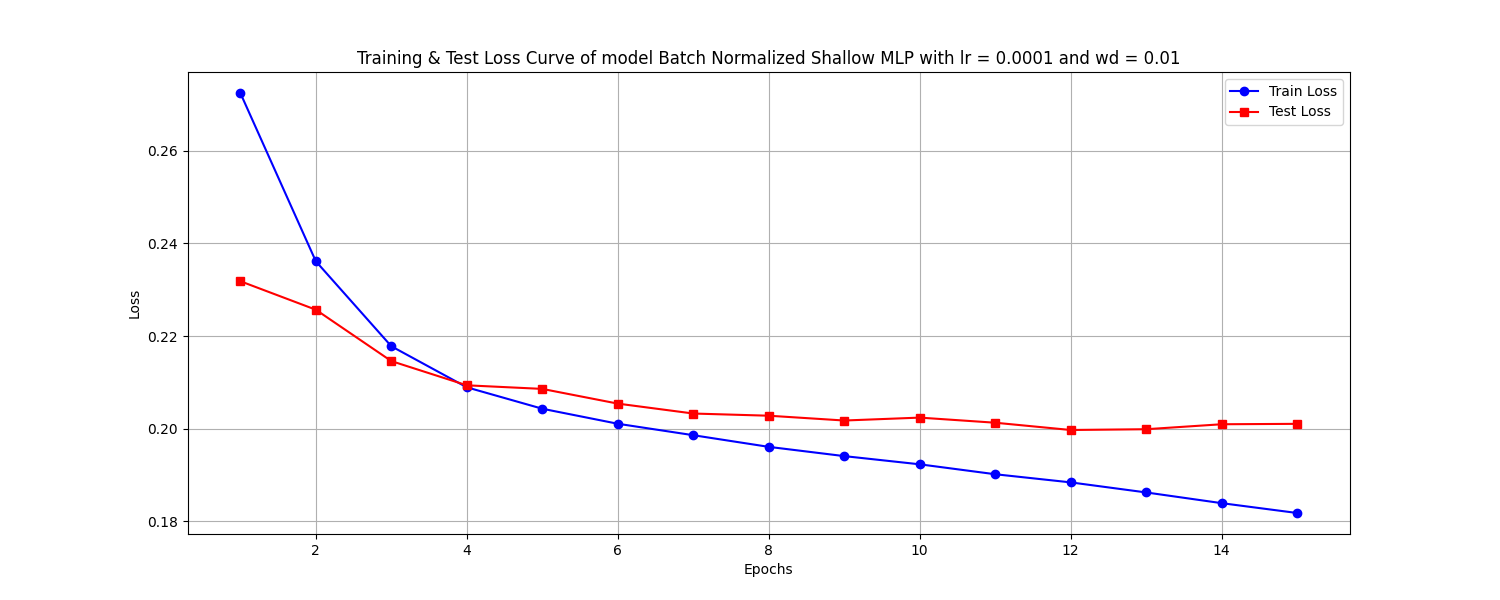 Training & Test Loss Curve of model Batch Normalized Shallow MLP with lr = 0.0001 and wd = 0.01
Train Loss
Test Loss
0.26
0.24
0.22
0.20
0.18
Loss
2 4 6 8 10 12 14
Epochs